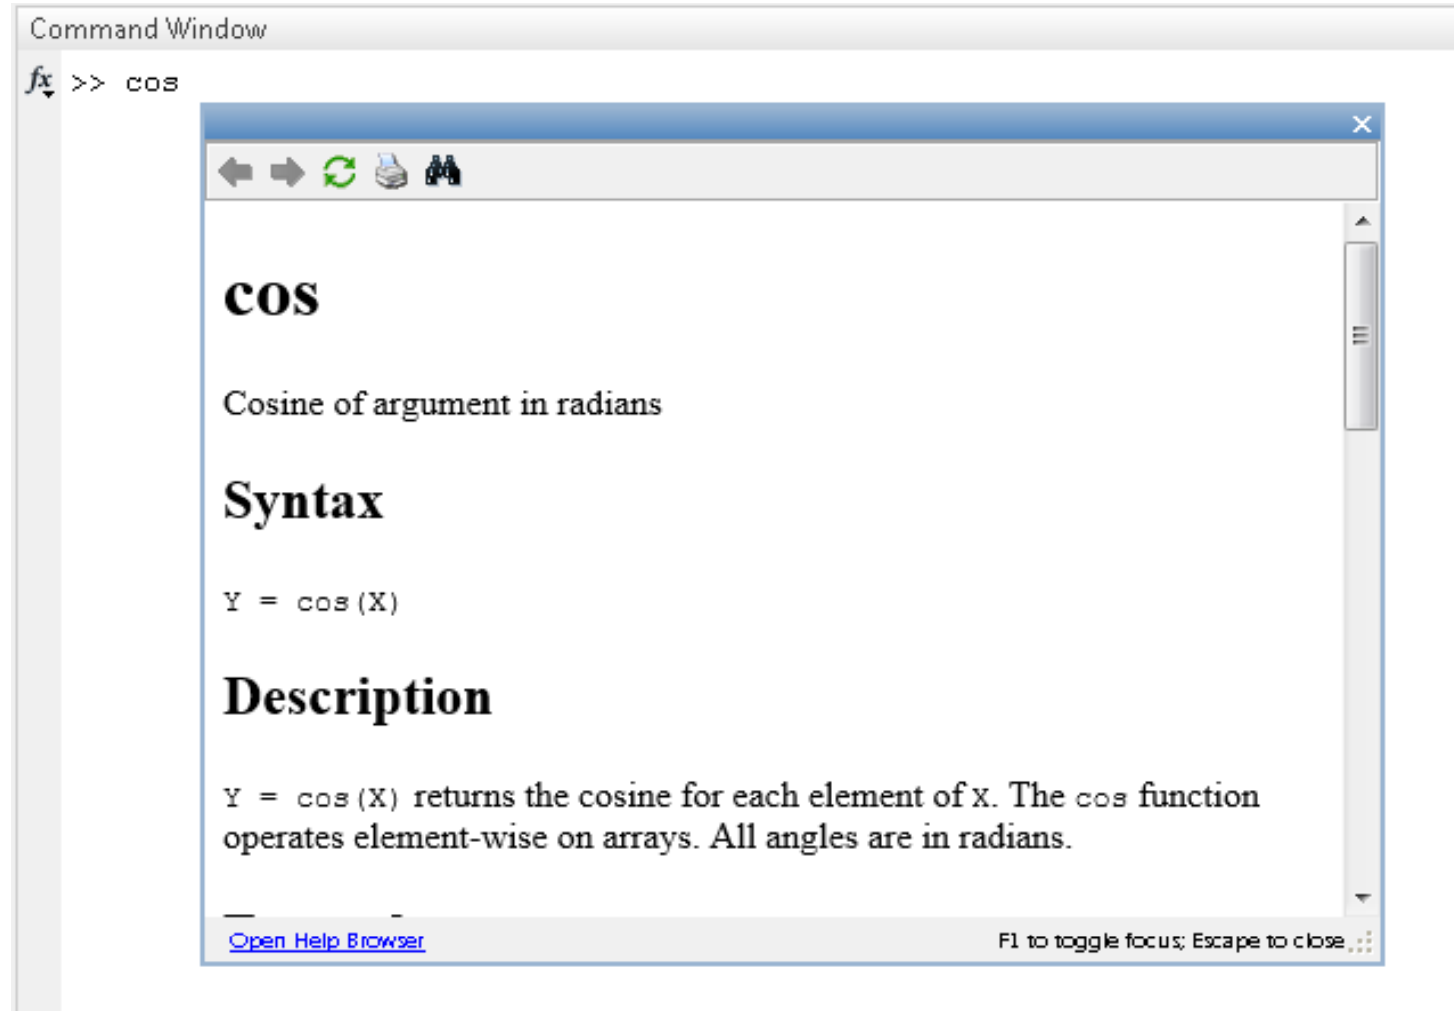 Command Window
fx >> cos
cos
Cosine of argument in radians
Syntax
Y = cos(X)
Description
Y = cos(X) returns the cosine for each element of X. The cos function
operates element-wise on arrays. All angles are in radians.
Open Help Browser
F1 to toggle focus; Escape to close